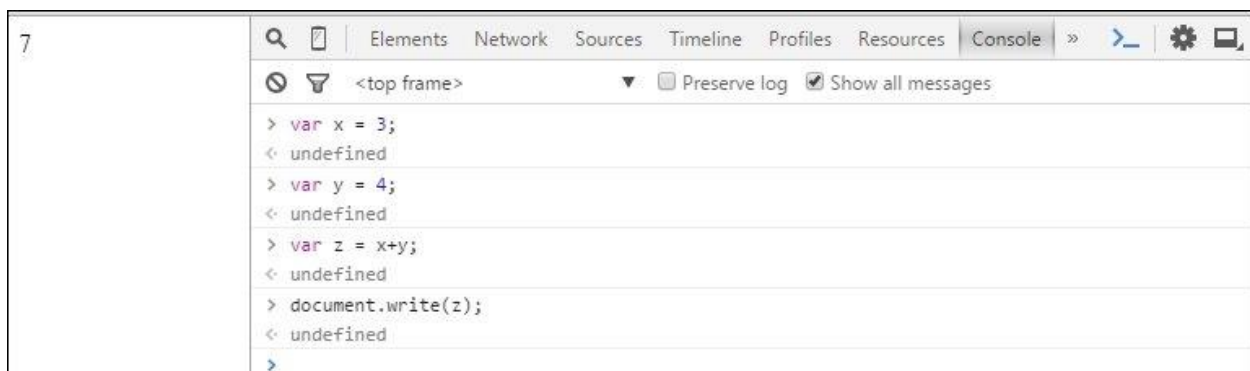 7
Elements Network Sources Timeline Profiles Resources Console »
<top frame> ▼ Preserve log Show all messages
> var x = 3;
< undefined
> var y = 4;
< undefined
> var z = x+y;
< undefined
> document.write(z);
< undefined
>